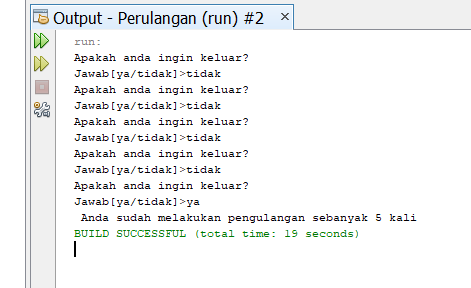 Output - Perulangan (run) #2 ×
run:
Apakah anda ingin keluar?
Jawab[ya/tidak]>tidak
Apakah anda ingin keluar?
Jawab[ya/tidak]>tidak
Apakah anda ingin keluar?
Jawab[ya/tidak]>tidak
Apakah anda ingin keluar?
Jawab[ya/tidak]>tidak
Apakah anda ingin keluar?
Jawab[ya/tidak]>ya
Anda sudah melakukan pengulangan sebanyak 5 kali
BUILD SUCCESSFUL (total time: 19 seconds)